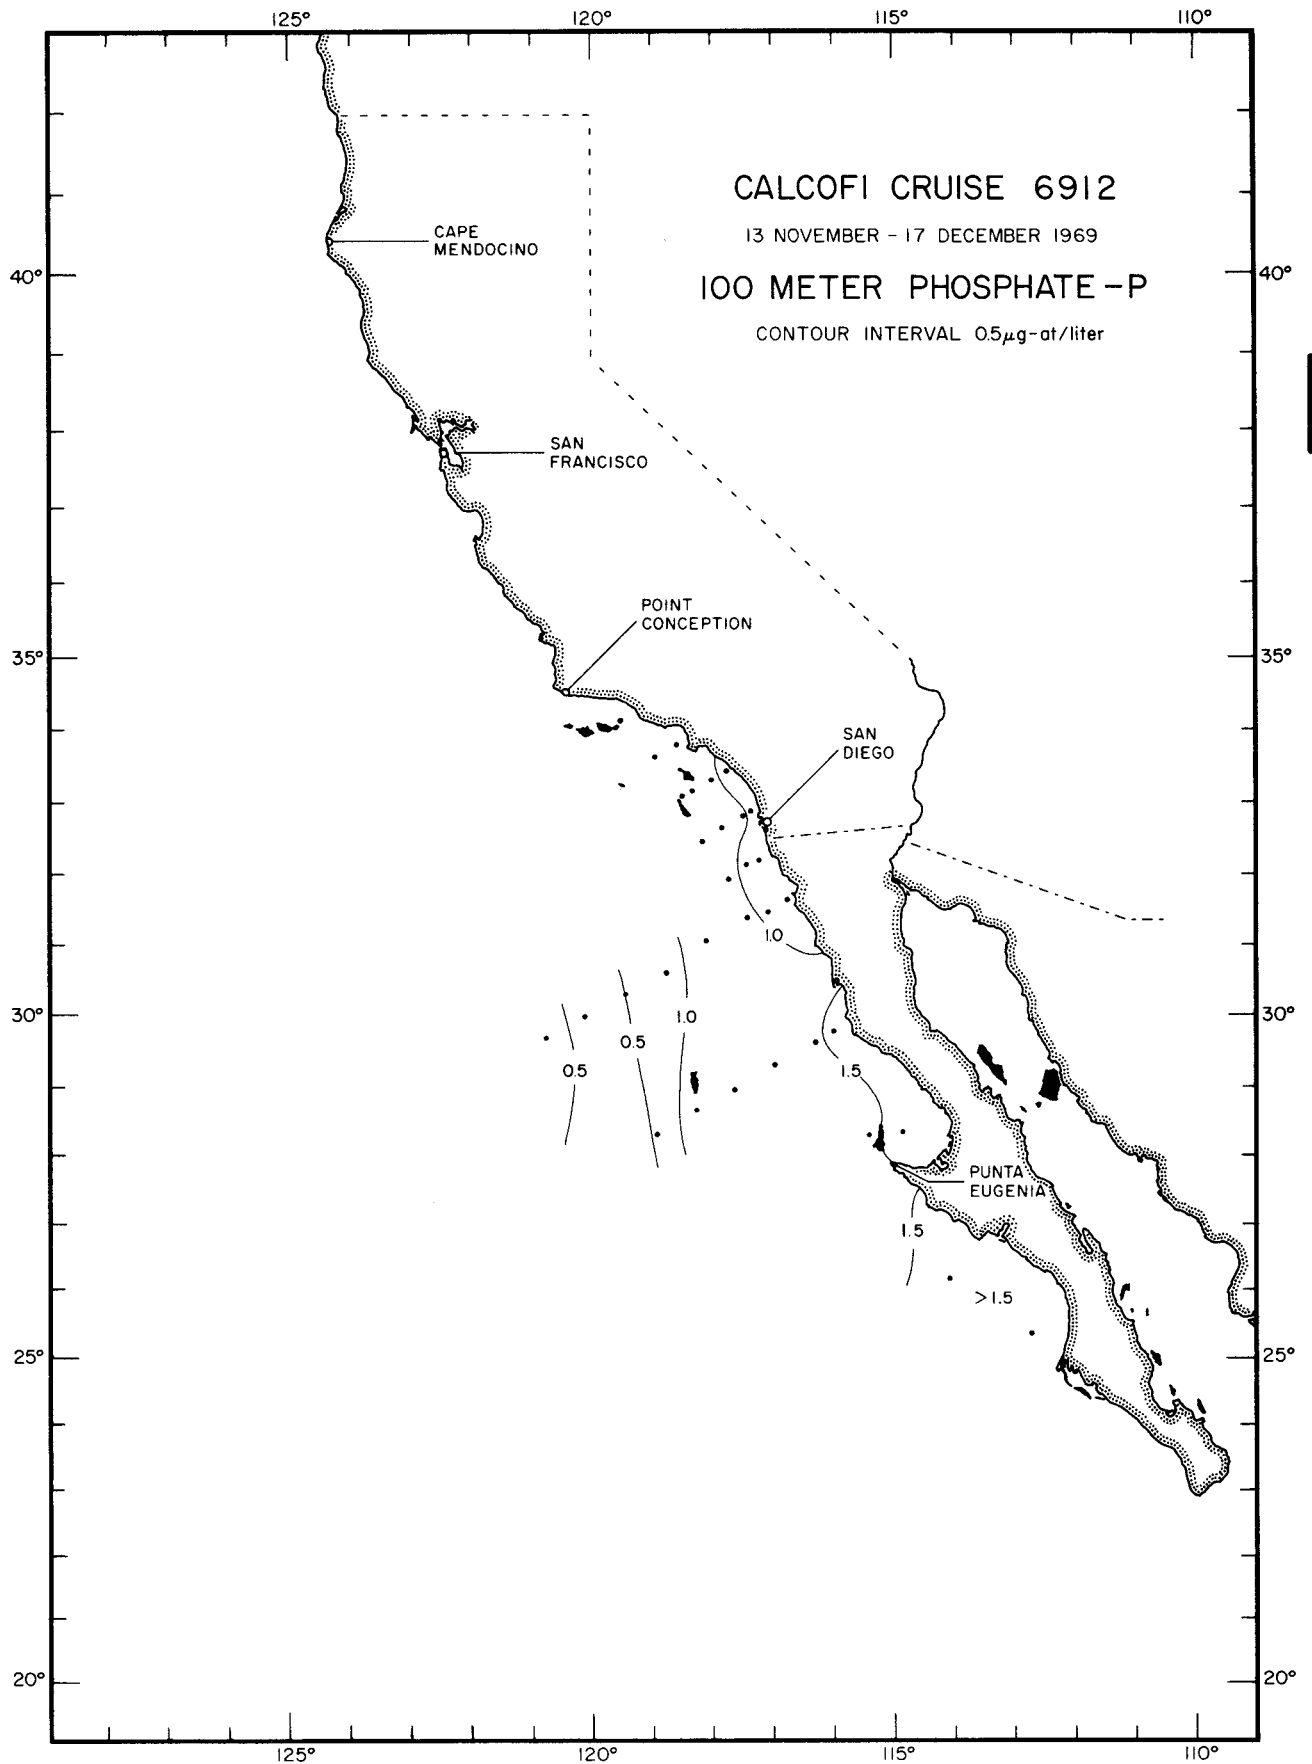 125° 120° 115° 110°
CALCOFI CRUISE 6912
13 NOVEMBER – 17 DECEMBER 1969
CAPE
MENDOCINO
40° 40°
100 METER PHOSPHATE–P
CONTOUR INTERVAL 0.5μg-at/liter
SAN
FRANCISCO
POINT
CONCEPTION
35° 35°
SAN
DIEGO
1.0
30° 30°
1.0
0.5
0.5
1.5
PUNTA
EUGENIA
1.5
>1.5
25° 25°
20° 20°
125° 120° 115° 110°